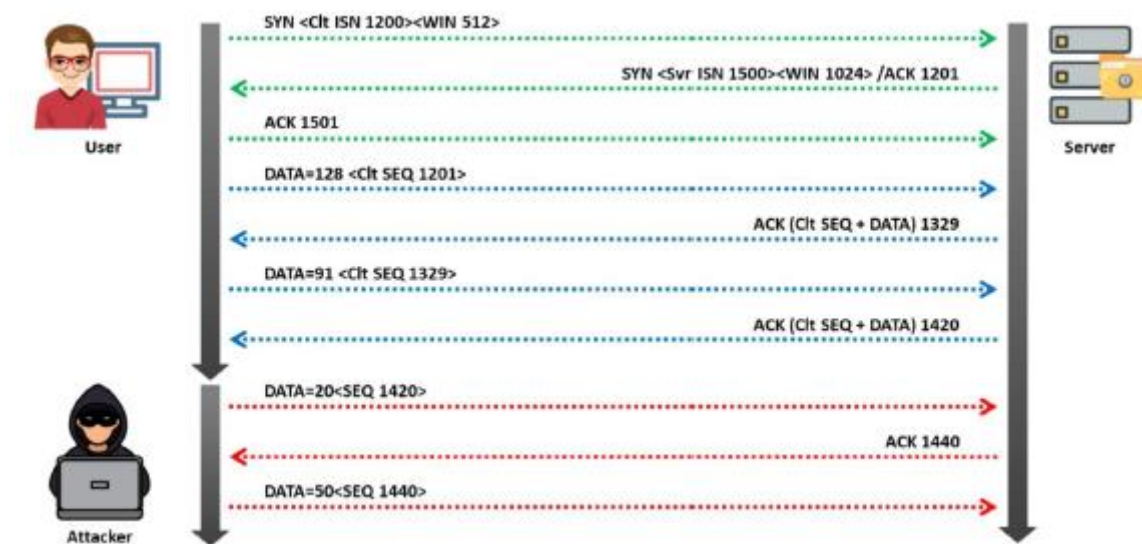 SYN <Clt ISN 1200><WIN 512>
SYN <Svr ISN 1500><WIN 1024> /ACK 1201
User
ACK 1501
Server
DATA=128 <Clt SEQ 1201>
ACK (Clt SEQ + DATA) 1329
DATA=91 <Clt SEQ 1329>
ACK (Clt SEQ + DATA) 1420
DATA=20<SEQ 1420>
ACK 1440
DATA=50<SEQ 1440>
Attacker